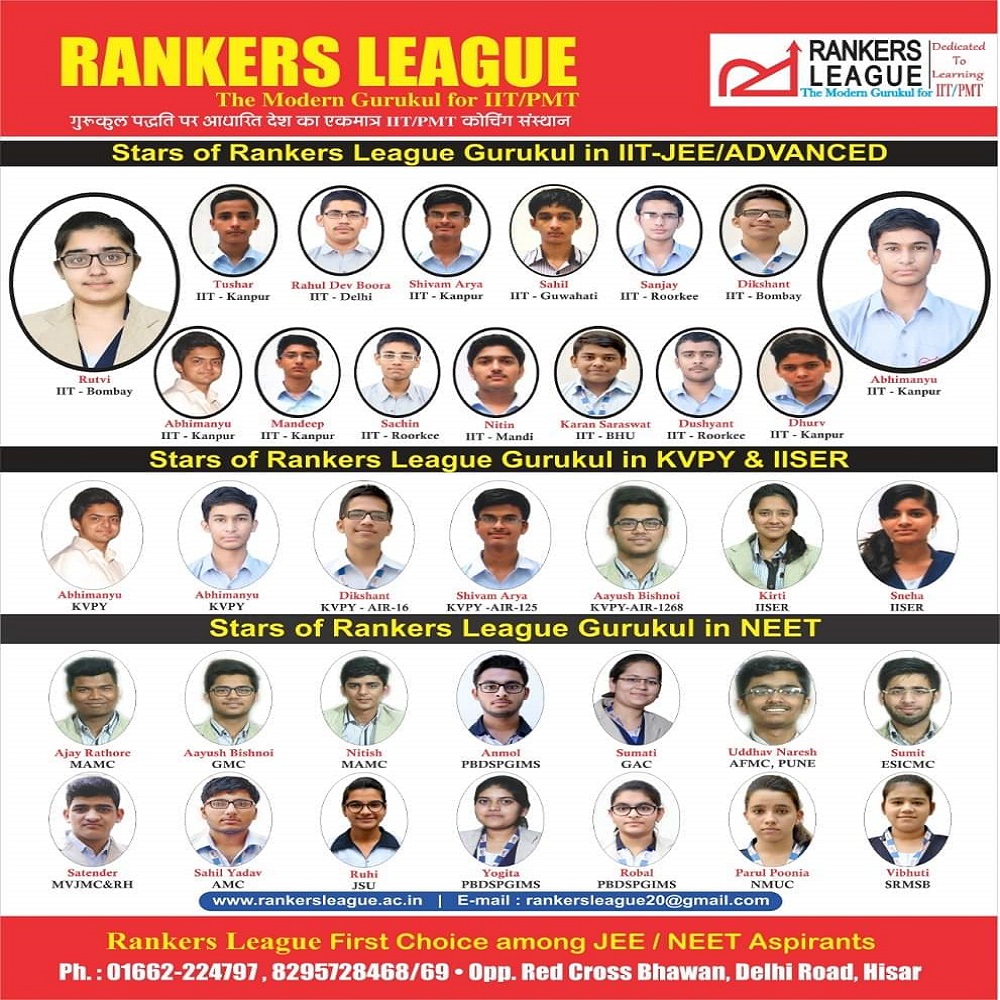 RANKERS LEAGUE
The Modern Gurukul for IIT/PMT
गुरुकुल पद्धति पर आधारित देश का एकमात्र IIT/PMT कोचिंग संस्थान
RANKERS
LEAGUE
The Modern Gurukul for IIT/PMT
Dedicated
To
Learning
Stars of Rankers League Gurukul in IIT-JEE/ADVANCED
Rutvi
IIT - Bombay
Tushar
IIT - Kanpur
Rahul Dev Boora
IIT - Delhi
Shivam Arya
IIT - Kanpur
Sahil
IIT - Guwahati
Sanjay
IIT - Roorkee
Dikshant
IIT - Bombay
Abhimanyu
IIT - Kanpur
Abhimanyu
IIT - Kanpur
Mandeep
IIT - Kanpur
Sachin
IIT - Roorkee
Nitin
IIT - Mandi
Karan Saraswat
IIT - BHU
Dushyant
IIT - Roorkee
Dhurv
IIT - Kanpur
Stars of Rankers League Gurukul in KVPY & IISER
Abhimanyu
KVPY
Abhimanyu
KVPY
Dikshant
KVPY - AIR-16
Shivam Arya
KVPY -AIR-125
Aayush Bishnoi
KVPY-AIR-1268
Kirti
IISER
Sneha
IISER
Stars of Rankers League Gurukul in NEET
Ajay Rathore
MAMC
Aayush Bishnoi
GMC
Nitish
MAMC
Anmol
PBDSPGIMS
Sumati
GAC
Uddhav Naresh
AFMC, PUNE
Sumit
ESICMC
Satender
MVJMC&RH
Sahil Yadav
AMC
Ruhi
JSU
Yogita
PBDSPGIMS
Robal
PBDSPGIMS
Parul Poonia
NMUC
Vibhuti
SRMSB
www.rankersleague.ac.in | E-mail : rankersleague20@gmail.com
Rankers League First Choice among JEE / NEET Aspirants
Ph. : 01662-224797 , 8295728468/69 • Opp. Red Cross Bhawan, Delhi Road, Hisar